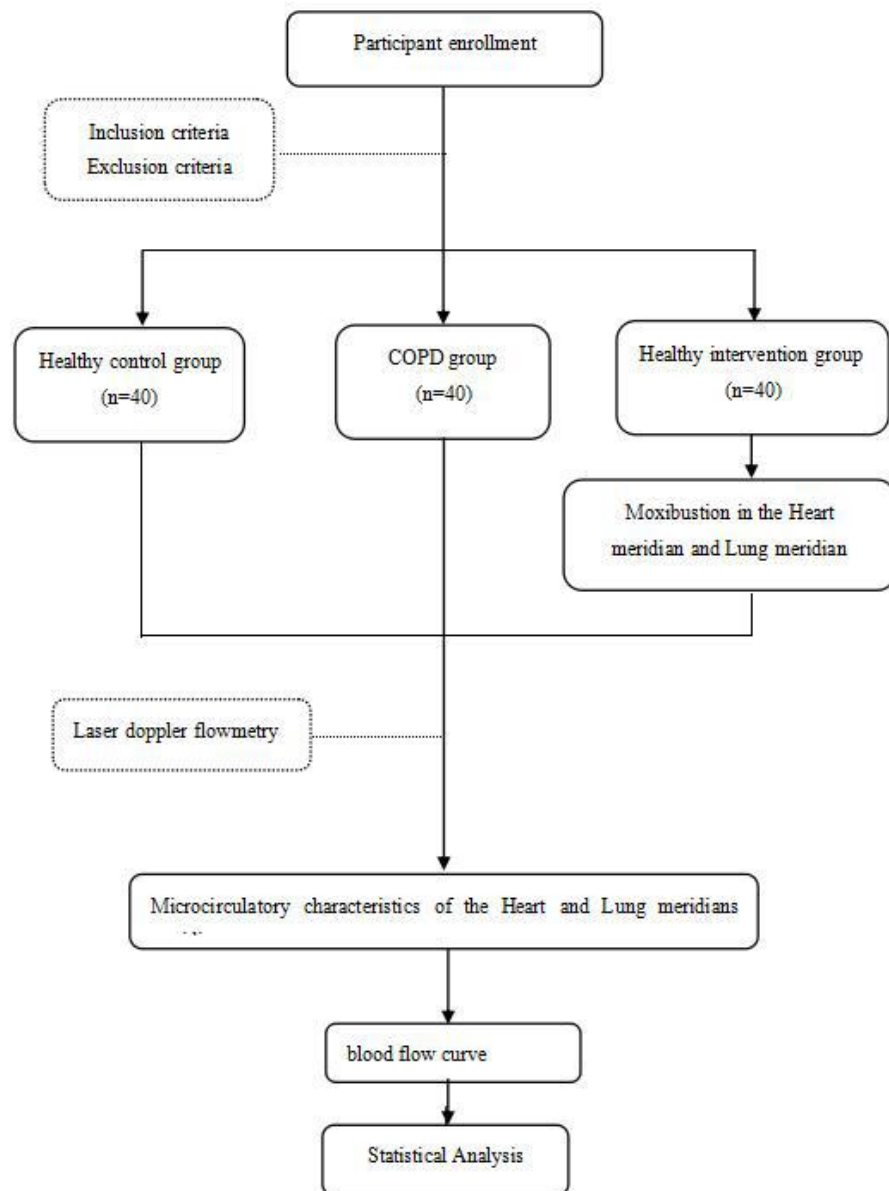 Participant enrollment
Inclusion criteria
Exclusion criteria
Healthy control group
(n=40)
COPD group
(n=40)
Healthy intervention group
(n=40)
Moxibustion in the Heart
meridian and Lung meridian
Laser doppler flowmetry
Microcirculatory characteristics of the Heart and Lung meridians
blood flow curve
Statistical Analysis